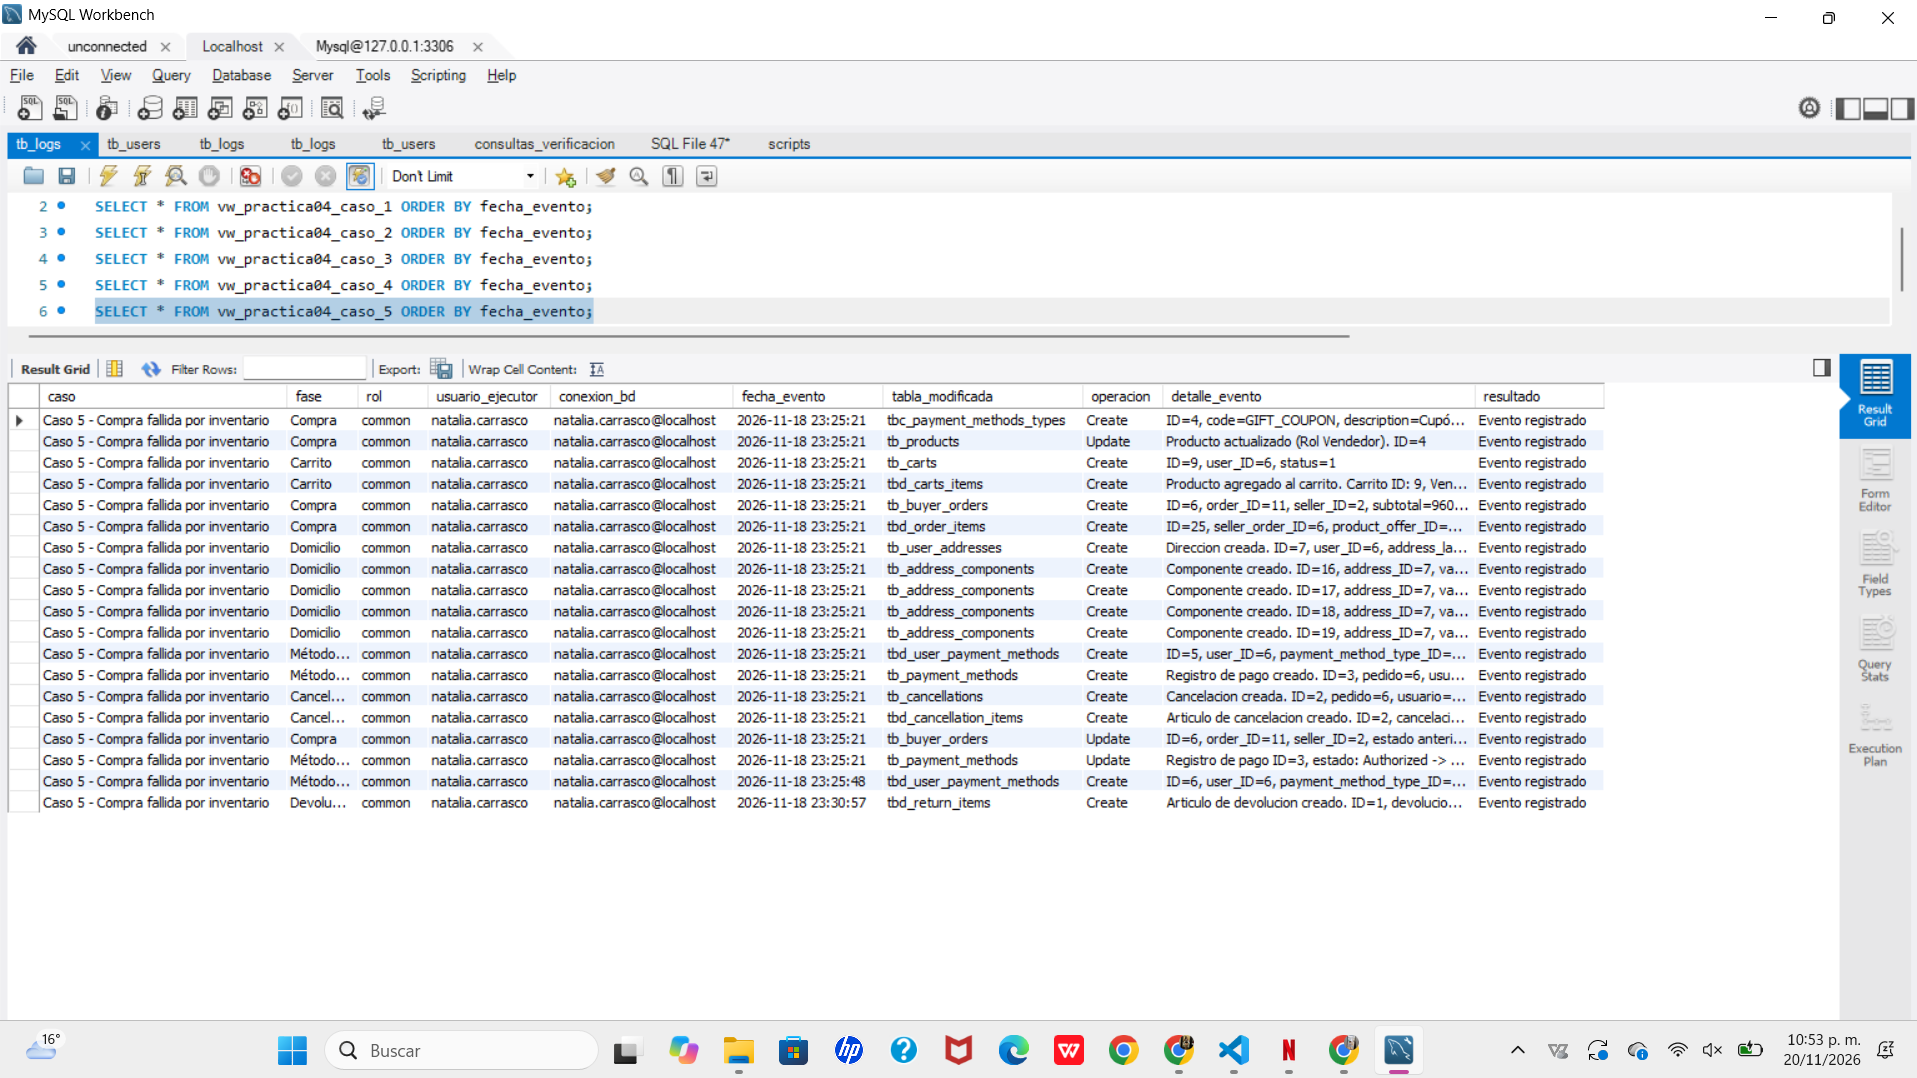 MySQL Workbench
unconnected Localhost Mysql@127.0.0.1:3306
File Edit View Query Database Server Tools Scripting Help
tb_logs tb_users tb_logs tb_logs tb_users consultas_verificacion SQL File 47* scripts
Don't Limit
2 SELECT * FROM vw_practica04_caso_1 ORDER BY fecha_evento;
3 SELECT * FROM vw_practica04_caso_2 ORDER BY fecha_evento;
4 SELECT * FROM vw_practica04_caso_3 ORDER BY fecha_evento;
5 SELECT * FROM vw_practica04_caso_4 ORDER BY fecha_evento;
6 SELECT * FROM vw_practica04_caso_5 ORDER BY fecha_evento;
Result Grid Filter Rows: Export: Wrap Cell Content:
caso fase rol usuario_ejecutor conexion_bd fecha_evento tabla_modificada operacion detalle_evento resultado
Caso 5 - Compra fallida por inventario Compra common natalia.carrasco natalia.carrasco@localhost 2026-11-18 23:25:21 tbc_payment_methods_types Create ID=4, code=GIFT_COUPON, description=Cupó... Evento registrado
Caso 5 - Compra fallida por inventario Compra common natalia.carrasco natalia.carrasco@localhost 2026-11-18 23:25:21 tb_products Update Producto actualizado (Rol Vendedor). ID=4 Evento registrado
Caso 5 - Compra fallida por inventario Carrito common natalia.carrasco natalia.carrasco@localhost 2026-11-18 23:25:21 tb_carts Create ID=9, user_ID=6, status=1 Evento registrado
Caso 5 - Compra fallida por inventario Carrito common natalia.carrasco natalia.carrasco@localhost 2026-11-18 23:25:21 tbd_carts_items Create Producto agregado al carrito. Carrito ID: 9, Ven... Evento registrado
Caso 5 - Compra fallida por inventario Compra common natalia.carrasco natalia.carrasco@localhost 2026-11-18 23:25:21 tb_buyer_orders Create ID=6, order_ID=11, seller_ID=2, subtotal=960... Evento registrado
Caso 5 - Compra fallida por inventario Compra common natalia.carrasco natalia.carrasco@localhost 2026-11-18 23:25:21 tbd_order_items Create ID=25, seller_order_ID=6, product_offer_ID=... Evento registrado
Caso 5 - Compra fallida por inventario Domicilio common natalia.carrasco natalia.carrasco@localhost 2026-11-18 23:25:21 tb_user_addresses Create Direccion creada. ID=7, user_ID=6, address_la... Evento registrado
Caso 5 - Compra fallida por inventario Domicilio common natalia.carrasco natalia.carrasco@localhost 2026-11-18 23:25:21 tb_address_components Create Componente creado. ID=16, address_ID=7, va... Evento registrado
Caso 5 - Compra fallida por inventario Domicilio common natalia.carrasco natalia.carrasco@localhost 2026-11-18 23:25:21 tb_address_components Create Componente creado. ID=17, address_ID=7, va... Evento registrado
Caso 5 - Compra fallida por inventario Domicilio common natalia.carrasco natalia.carrasco@localhost 2026-11-18 23:25:21 tb_address_components Create Componente creado. ID=18, address_ID=7, va... Evento registrado
Caso 5 - Compra fallida por inventario Domicilio common natalia.carrasco natalia.carrasco@localhost 2026-11-18 23:25:21 tb_address_components Create Componente creado. ID=19, address_ID=7, va... Evento registrado
Caso 5 - Compra fallida por inventario Método... common natalia.carrasco natalia.carrasco@localhost 2026-11-18 23:25:21 tbd_user_payment_methods Create ID=5, user_ID=6, payment_method_type_ID=... Evento registrado
Caso 5 - Compra fallida por inventario Método... common natalia.carrasco natalia.carrasco@localhost 2026-11-18 23:25:21 tb_payment_methods Create Registro de pago creado. ID=3, pedido=6, usu... Evento registrado
Caso 5 - Compra fallida por inventario Cancel... common natalia.carrasco natalia.carrasco@localhost 2026-11-18 23:25:21 tb_cancellations Create Cancelacion creada. ID=2, pedido=6, usuario=... Evento registrado
Caso 5 - Compra fallida por inventario Cancel... common natalia.carrasco natalia.carrasco@localhost 2026-11-18 23:25:21 tbd_cancellation_items Create Articulo de cancelacion creado. ID=2, cancelaci... Evento registrado
Caso 5 - Compra fallida por inventario Compra common natalia.carrasco natalia.carrasco@localhost 2026-11-18 23:25:21 tb_buyer_orders Update ID=6, order_ID=11, seller_ID=2, estado anteri... Evento registrado
Caso 5 - Compra fallida por inventario Método... common natalia.carrasco natalia.carrasco@localhost 2026-11-18 23:25:21 tb_payment_methods Update Registro de pago ID=3, estado: Authorized -> ... Evento registrado
Caso 5 - Compra fallida por inventario Método... common natalia.carrasco natalia.carrasco@localhost 2026-11-18 23:25:48 tbd_user_payment_methods Create ID=6, user_ID=6, payment_method_type_ID=... Evento registrado
Caso 5 - Compra fallida por inventario Devolu... common natalia.carrasco natalia.carrasco@localhost 2026-11-18 23:30:57 tbd_return_items Create Articulo de devolucion creado. ID=1, devolucio... Evento registrado
Result
Grid
Form
Editor
Field
Types
Query
Stats
Execution
Plan
16°
Buscar
10:53 p. m.
20/11/2026